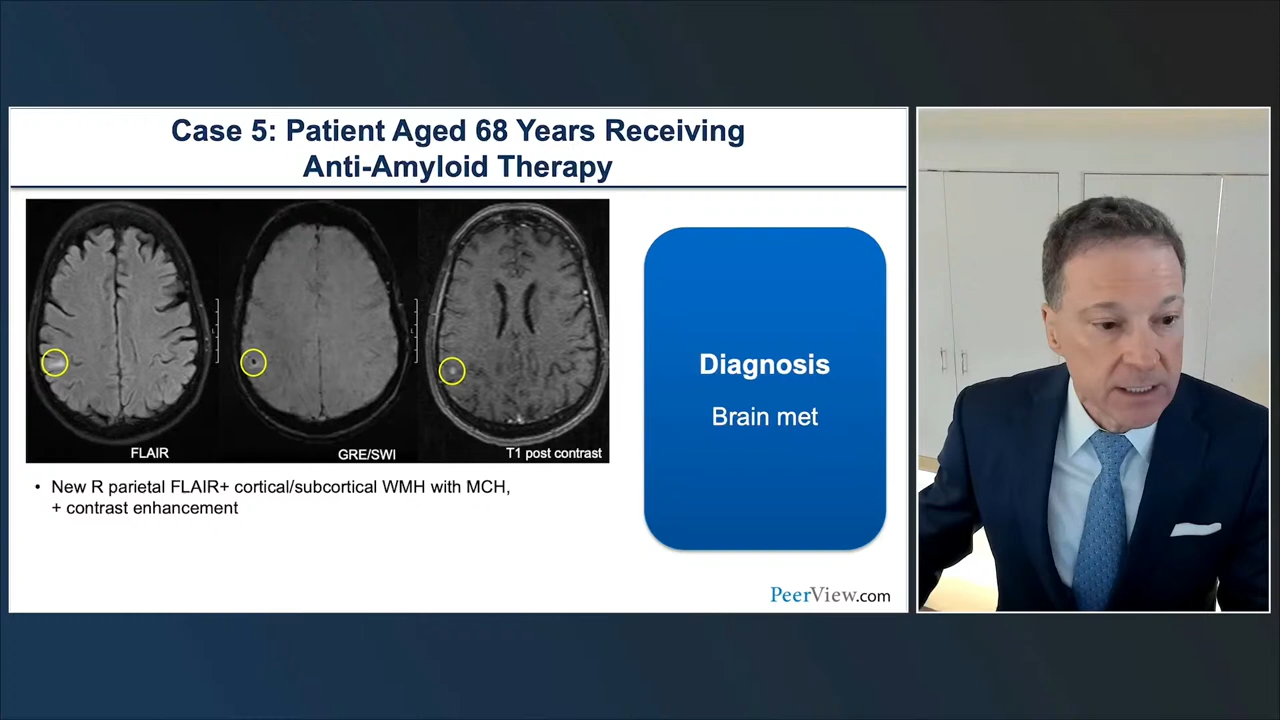 Case 5: Patient Aged 68 Years Receiving
Anti-Amyloid Therapy
FLAIR
GRE/SWI
T1 post contrast
• New R parietal FLAIR+ cortical/subcortical WMH with MCH,
+ contrast enhancement
Diagnosis
Brain met
PeerView.com